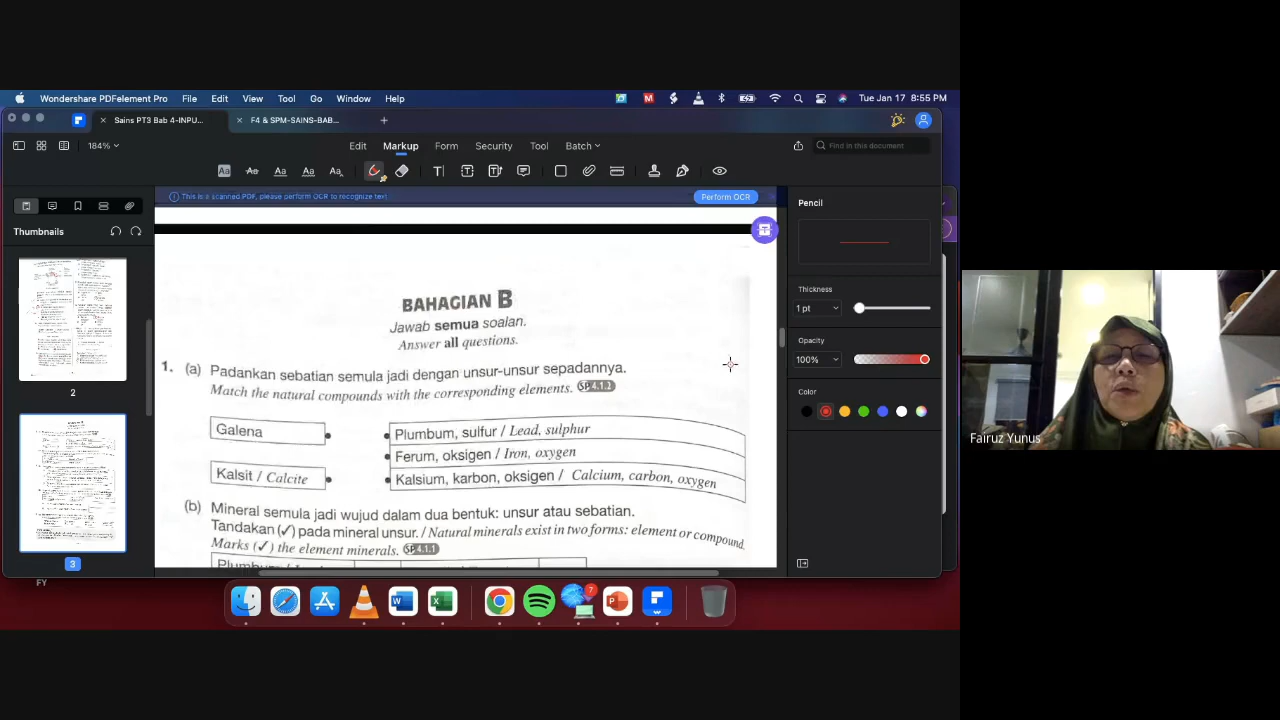 Wondershare PDFelement Pro File Edit View Tool Go Window Help Tue Jan 17 8:55 PM
Sains PT3 Bab 4-INPU... F4 & SPM-SAINS-BAB...
184% Edit Markup Form Security Tool Batch Find in this document
This is a scanned PDF, please perform OCR to recognize text Perform OCR
Thumbnails
2
3
FY
BAHAGIAN B
Jawab semua soalan.
Answer all questions.
1. (a) Padankan sebatian semula jadi dengan unsur-unsur sepadannya.
Match the natural compounds with the corresponding elements. SP 4.1.2
Galena
Plumbum, sulfur / Lead, sulphur
Ferum, oksigen / Iron, oxygen
Kalsit / Calcite
Kalsium, karbon, oksigen / Calcium, carbon, oxygen
(b) Mineral semula jadi wujud dalam dua bentuk: unsur atau sebatian.
Tandakan (✓) pada mineral unsur. / Natural minerals exist in two forms: element or compound.
Marks (✓) the element minerals. SP 4.1.1
Pencil
Thickness
1 pt
Opacity
100%
Color
7
Fairuz Yunus